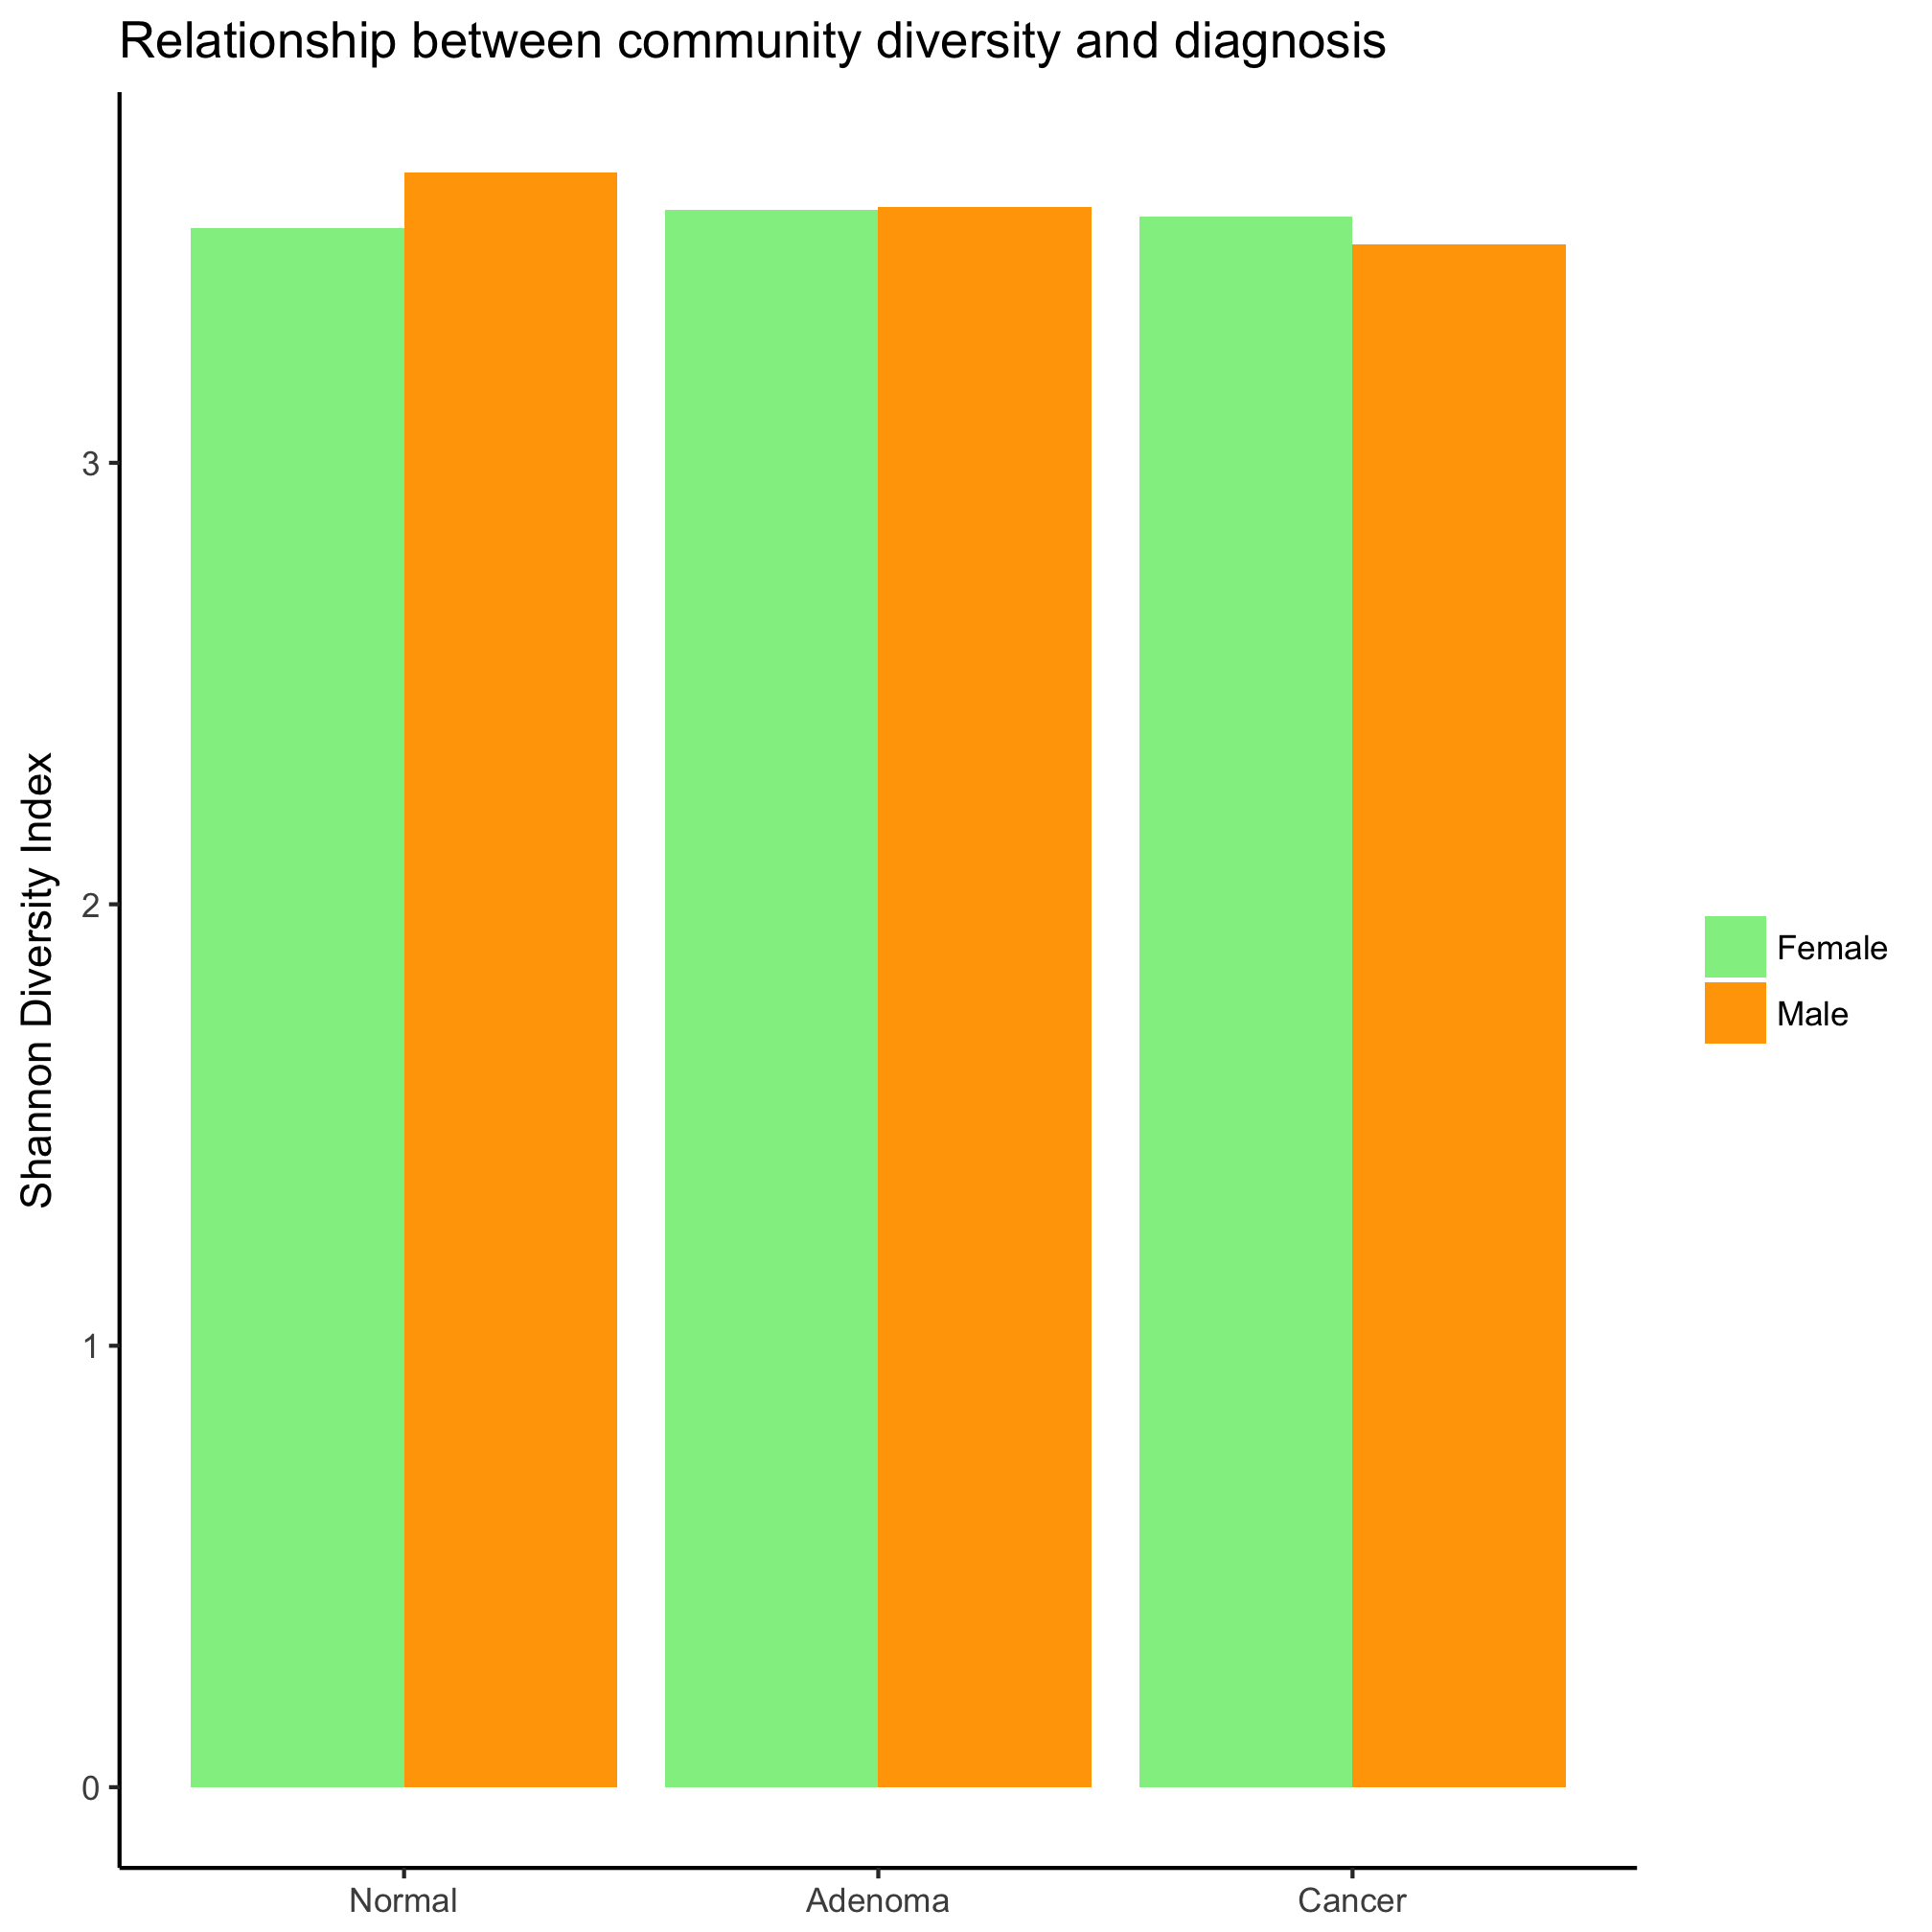 Relationship between community diversity and diagnosis
Shannon Diversity Index
3
2
1
0
Normal
Adenoma
Cancer
Female
Male